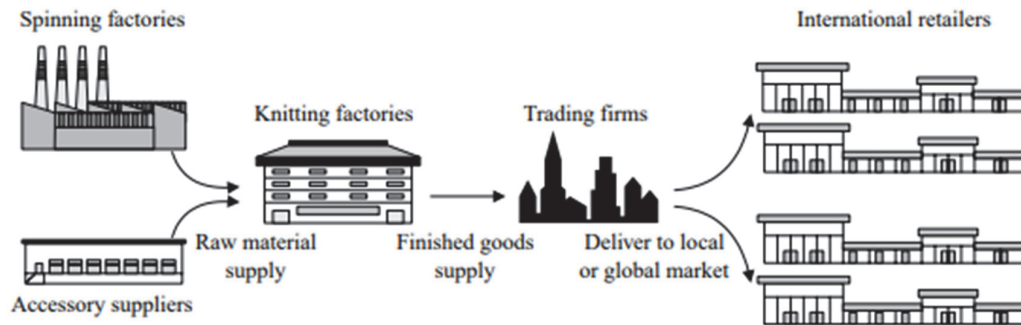 Spinning factories
International retailers
Knitting factories
Trading firms
Raw material
supply
Finished goods
supply
Deliver to local
or global market
Accessory suppliers